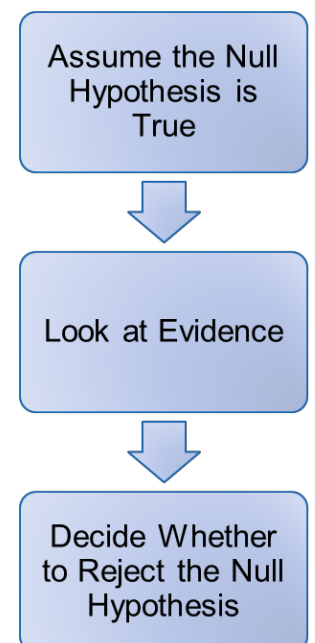 Assume the Null
Hypothesis is
True
Look at Evidence
Decide Whether
to Reject the Null
Hypothesis